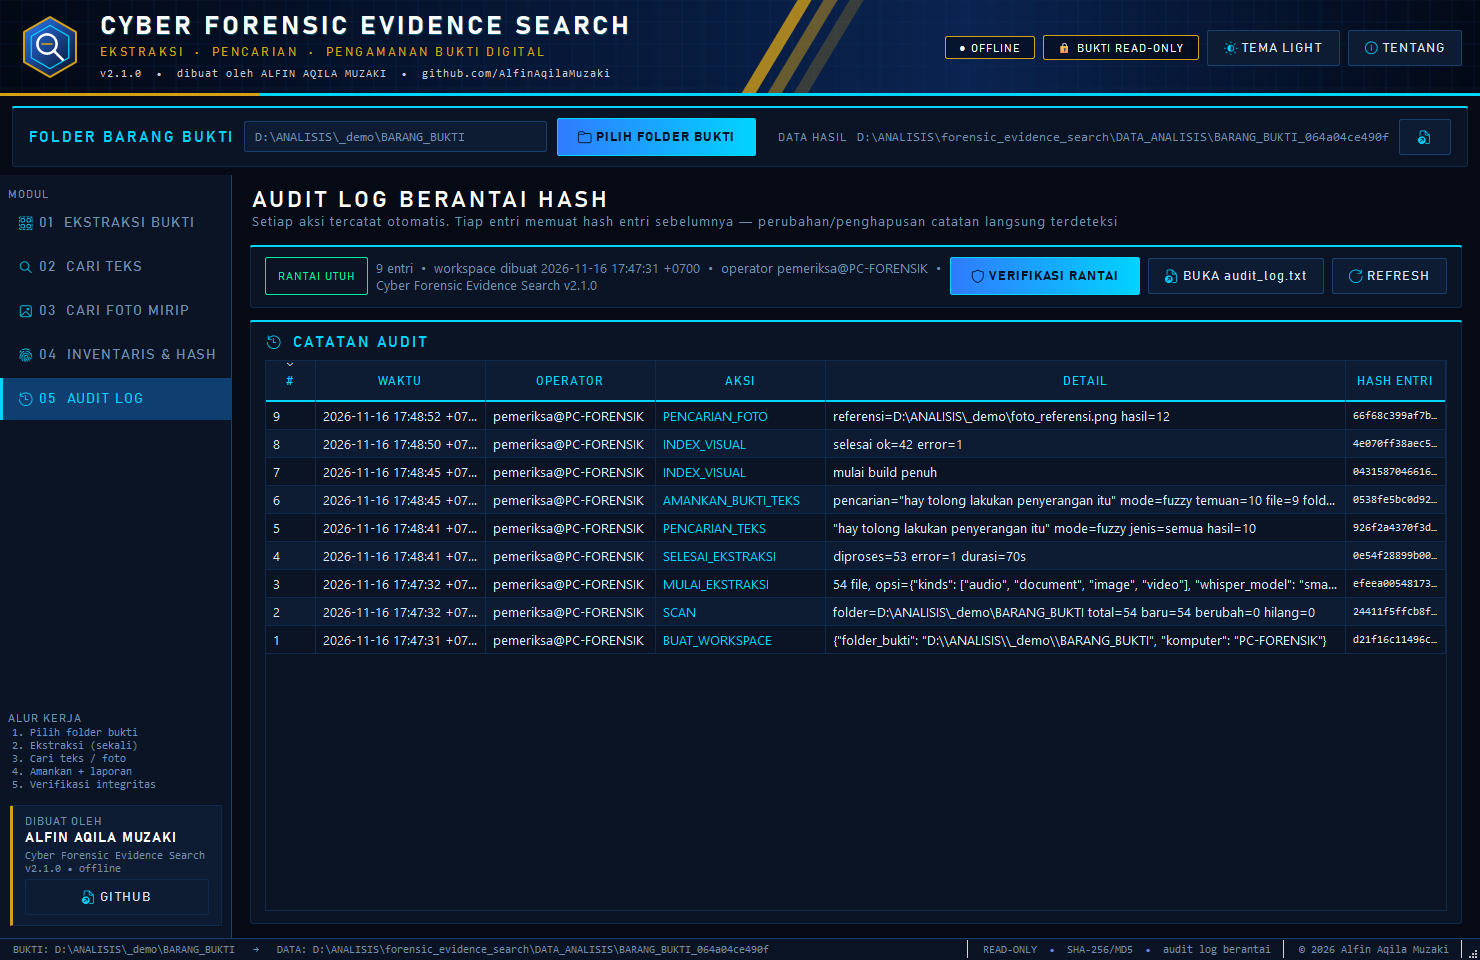 CYBER FORENSIC EVIDENCE SEARCH
EKSTRAKSI • PENCARIAN • PENGAMANAN BUKTI DIGITAL
v2.1.0 • dibuat oleh ALFIN AQILA MUZAKI • github.com/AlfinAqilaMuzaki
● OFFLINE
BUKTI READ-ONLY
TEMA LIGHT
TENTANG
FOLDER BARANG BUKTI
D:\ANALISIS\_demo\BARANG_BUKTI
PILIH FOLDER BUKTI
DATA HASIL D:\ANALISIS\forensic_evidence_search\DATA_ANALISIS\BARANG_BUKTI_064a04ce490f
MODUL
01 EKSTRAKSI BUKTI
02 CARI TEKS
03 CARI FOTO MIRIP
04 INVENTARIS & HASH
05 AUDIT LOG
AUDIT LOG BERANTAI HASH
Setiap aksi tercatat otomatis. Tiap entri memuat hash entri sebelumnya — perubahan/penghapusan catatan langsung terdeteksi
RANTAI UTUH
9 entri • workspace dibuat 2026-11-16 17:47:31 +0700 • operator pemeriksa@PC-FORENSIK •
Cyber Forensic Evidence Search v2.1.0
VERIFIKASI RANTAI
BUKA audit_log.txt
REFRESH
CATATAN AUDIT
# WAKTU OPERATOR AKSI DETAIL HASH ENTRI
9 2026-11-16 17:48:52 +07... pemeriksa@PC-FORENSIK PENCARIAN_FOTO referensi=D:\ANALISIS\_demo\foto_referensi.png hasil=12 66f68c399af7b…
8 2026-11-16 17:48:50 +07... pemeriksa@PC-FORENSIK INDEX_VISUAL selesai ok=42 error=1 4e070ff38aec5…
7 2026-11-16 17:48:45 +07... pemeriksa@PC-FORENSIK INDEX_VISUAL mulai build penuh 0431587046616…
6 2026-11-16 17:48:45 +07... pemeriksa@PC-FORENSIK AMANKAN_BUKTI_TEKS pencarian="hay tolong lakukan penyerangan itu" mode=fuzzy temuan=10 file=9 fold... 0538fe5bc0d92…
5 2026-11-16 17:48:41 +07... pemeriksa@PC-FORENSIK PENCARIAN_TEKS "hay tolong lakukan penyerangan itu" mode=fuzzy jenis=semua hasil=10 926f2a4370f3d…
4 2026-11-16 17:48:41 +07... pemeriksa@PC-FORENSIK SELESAI_EKSTRAKSI diproses=53 error=1 durasi=70s 0e54f28899b00…
3 2026-11-16 17:47:32 +07... pemeriksa@PC-FORENSIK MULAI_EKSTRAKSI 54 file, opsi={"kinds": ["audio", "document", "image", "video"], "whisper_model": "sma... efeea00548173…
2 2026-11-16 17:47:32 +07... pemeriksa@PC-FORENSIK SCAN folder=D:\ANALISIS\_demo\BARANG_BUKTI total=54 baru=54 berubah=0 hilang=0 24411f5ffcb8f…
1 2026-11-16 17:47:31 +07... pemeriksa@PC-FORENSIK BUAT_WORKSPACE {"folder_bukti": "D:\\ANALISIS\\_demo\\BARANG_BUKTI", "komputer": "PC-FORENSIK"} d21f16c11496c…
ALUR KERJA
1. Pilih folder bukti
2. Ekstraksi (sekali)
3. Cari teks / foto
4. Amankan + laporan
5. Verifikasi integritas
DIBUAT OLEH
ALFIN AQILA MUZAKI
Cyber Forensic Evidence Search
v2.1.0 • offline
GITHUB
BUKTI: D:\ANALISIS\_demo\BARANG_BUKTI → DATA: D:\ANALISIS\forensic_evidence_search\DATA_ANALISIS\BARANG_BUKTI_064a04ce490f
READ-ONLY • SHA-256/MD5 • audit log berantai
© 2026 Alfin Aqila Muzaki